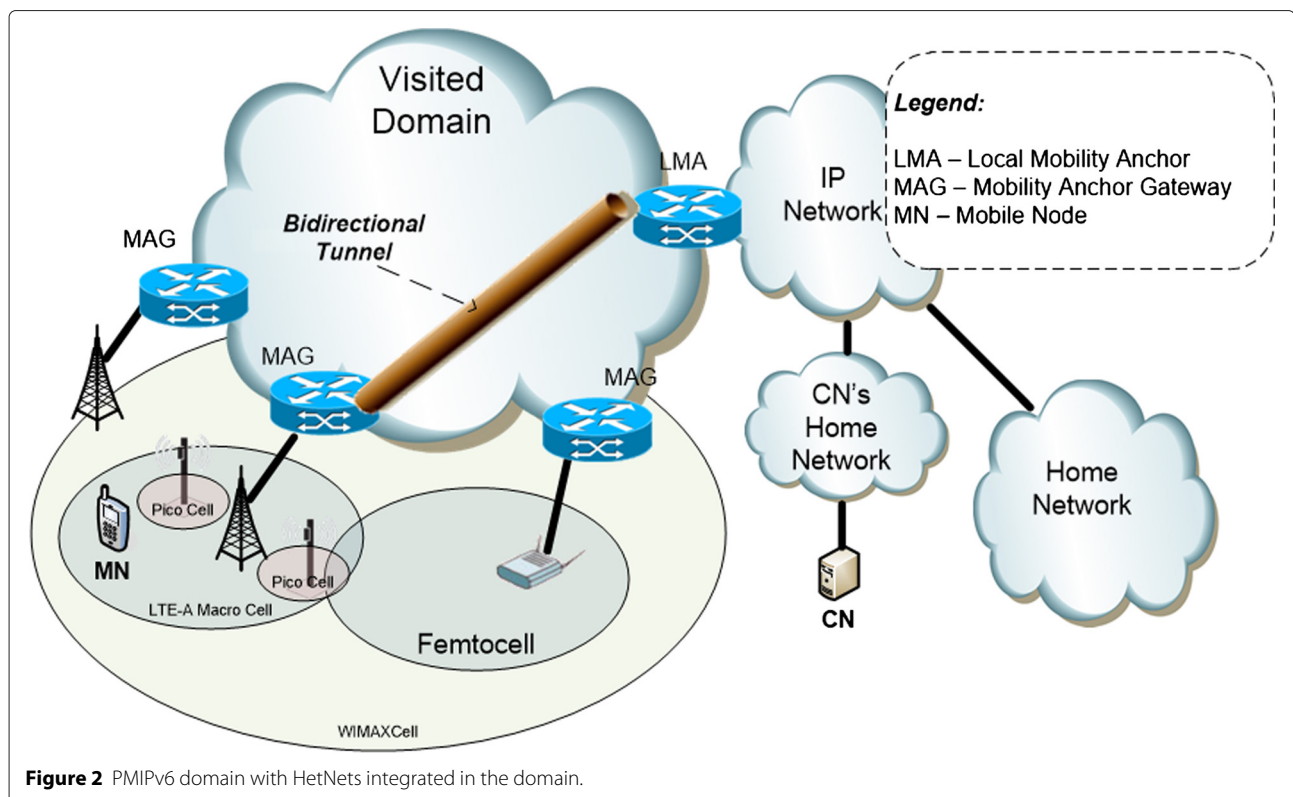 Visited
Domain
LMA
IP
Network
Legend:
LMA – Local Mobility Anchor
MAG – Mobility Anchor Gateway
MN – Mobile Node
Bidirectional
Tunnel
MAG
MAG
MAG
CN's
Home
Network
Home
Network
Pico Cell
MN
Pico Cell
LTE-A Macro Cell
Femtocell
CN
WIMAXCell
Figure 2 PMIPv6 domain with HetNets integrated in the domain.